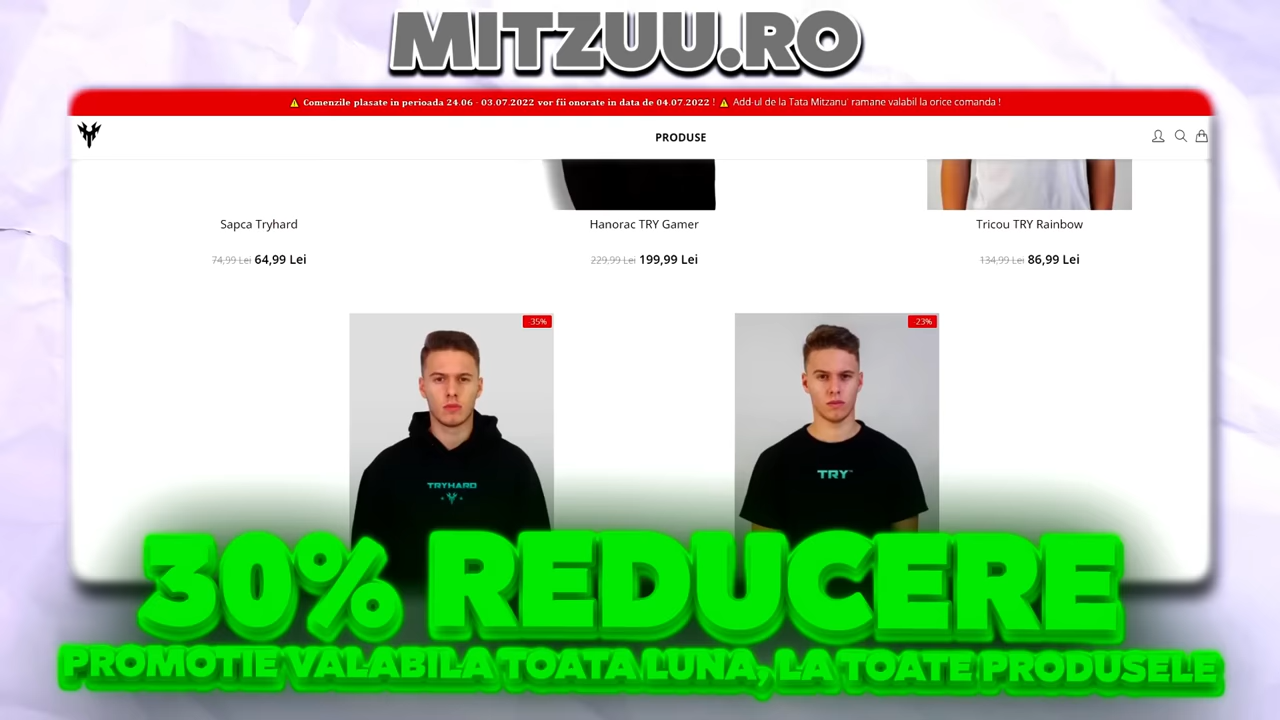 MITZUU.RO
⚠ Comenzile plasate in perioada 24.06 - 03.07.2022 vor fii onorate in data de 04.07.2022 ! ⚠ Add-ul de la Tata Mitzanu' ramane valabil la orice comanda !
PRODUSE
Sapca Tryhard
Hanorac TRY Gamer
Tricou TRY Rainbow
74,99 Lei 64,99 Lei
229,99 Lei 199,99 Lei
134,99 Lei 86,99 Lei
-35%
-23%
TRYHARD
TRY™
30% REDUCERE
PROMOTIE VALABILA TOATA LUNA, LA TOATE PRODUSELE